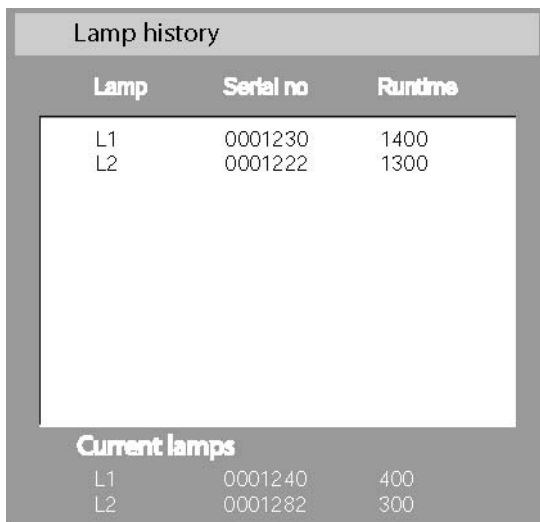 Lamp history
Lamp Serial no Runtime
L1 0001230 1400
L2 0001222 1300
Current lamps
L1 0001240 400
L2 0001282 300